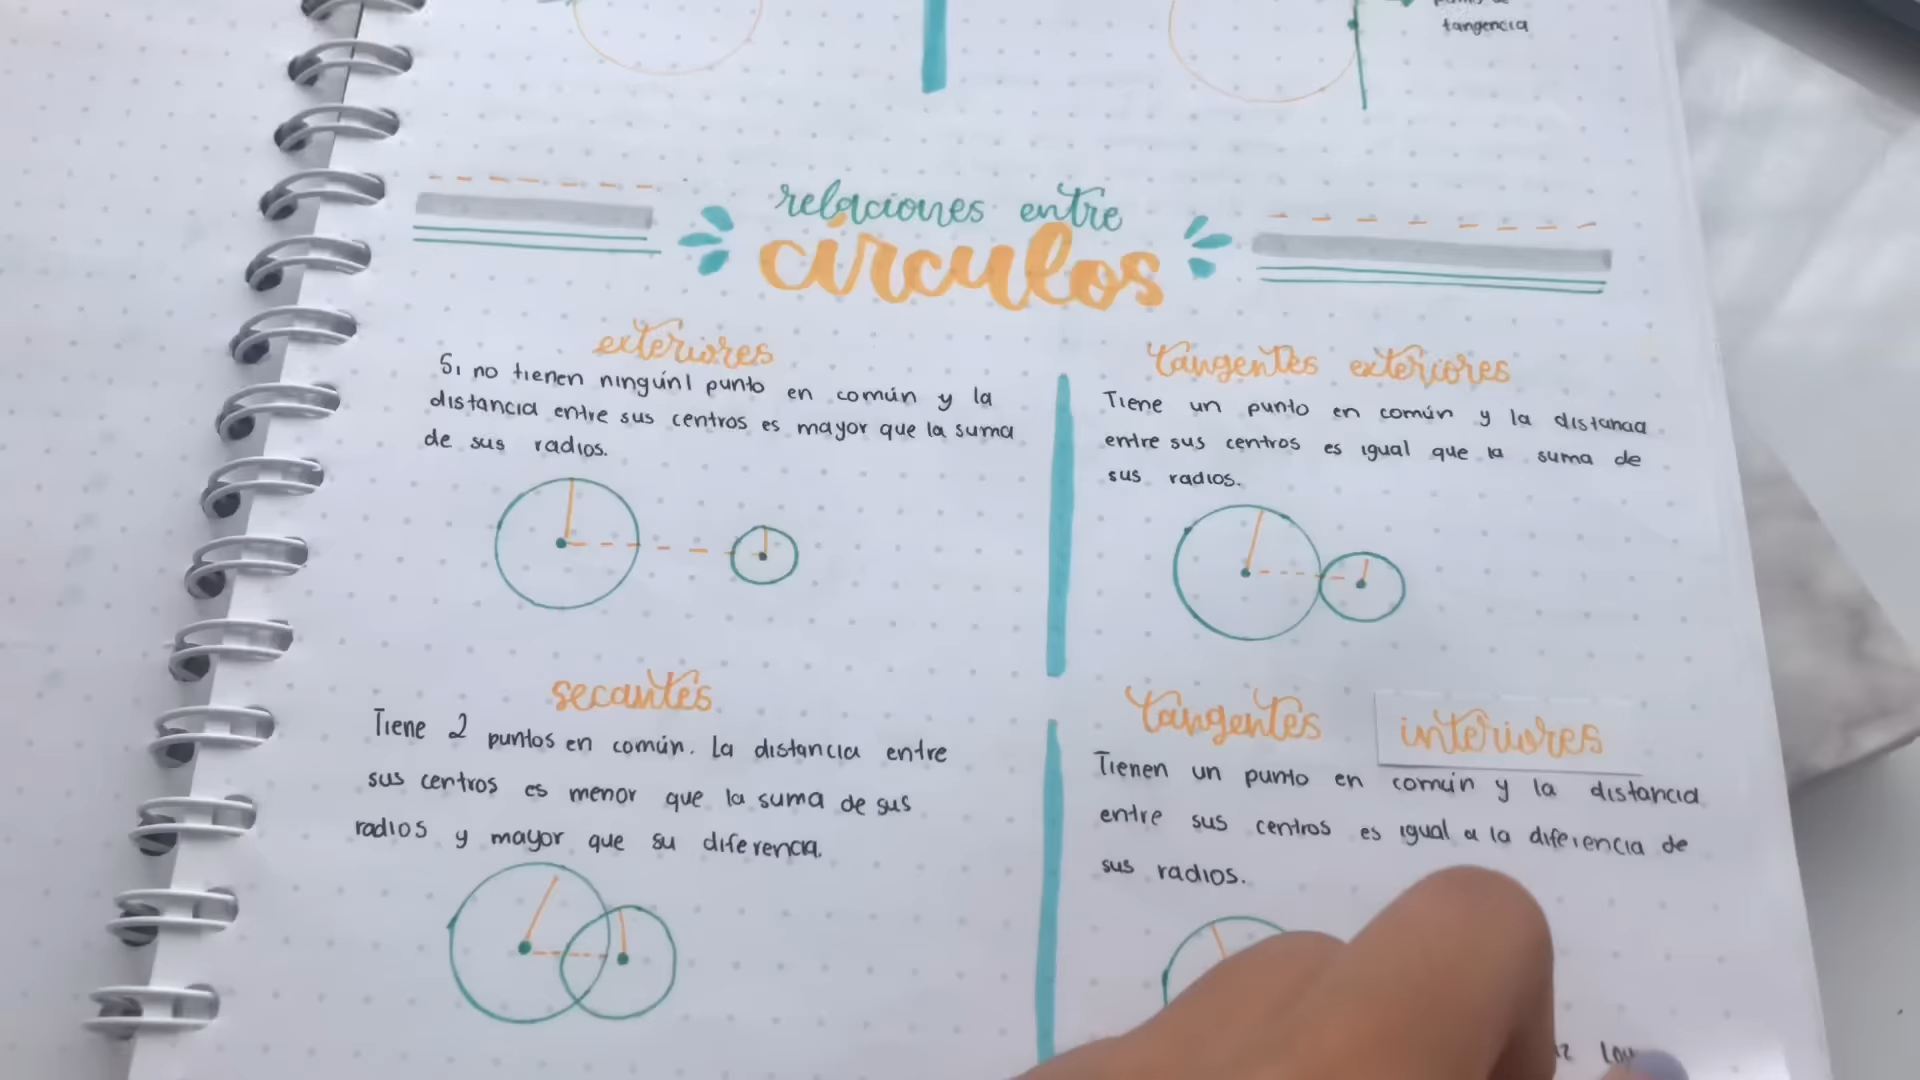 tangencia
relaciones entre
círculos
exteriores
Si no tienen ningún1 punto en común y la
distancia entre sus centros es mayor que la suma
de sus radios.
tangentes exteriores
Tiene un punto en común y la distancia
entre sus centros es igual que la suma de
sus radios.
secantes
Tiene 2 puntos en común. La distancia entre
sus centros es menor que la suma de sus
radios y mayor que su diferencia.
tangentes interiores
Tienen un punto en común y la distancia
entre sus centros es igual a la diferencia de
sus radios.